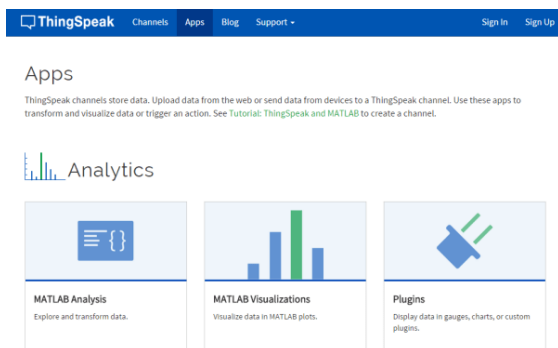 ThingSpeak Channels Apps Blog Support Sign In Sign Up
Apps
ThingSpeak channels store data. Upload data from the web or send data from devices to a ThingSpeak channel. Use these apps to
transform and visualize data or trigger an action. See Tutorial: ThingSpeak and MATLAB to create a channel.
Analytics
{}
MATLAB Analysis
Explore and transform data.
MATLAB Visualizations
Visualize data in MATLAB plots.
Plugins
Display data in gauges, charts, or custom
plugins.